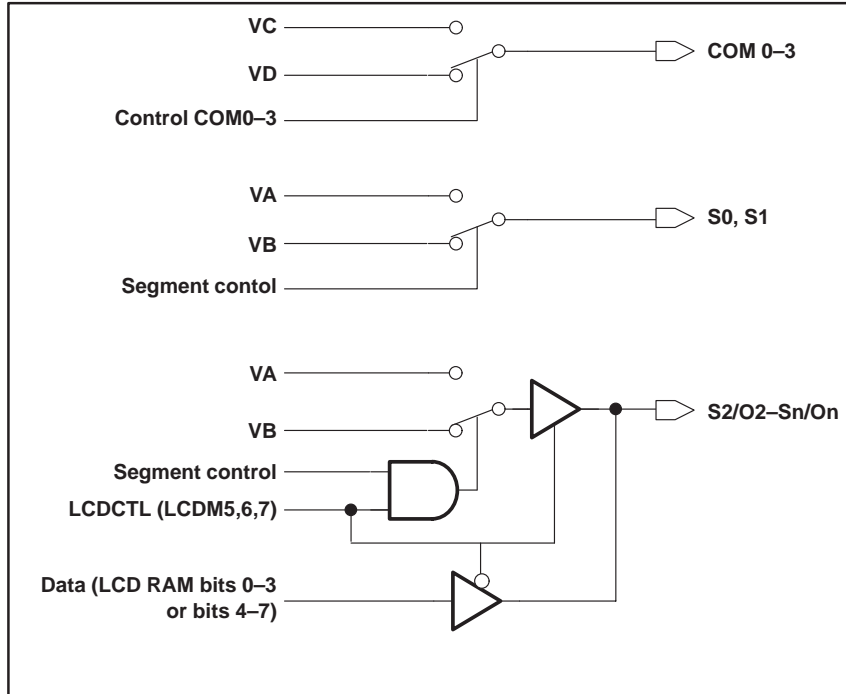 VC
COM 0–3
VD
Control COM0–3
VA
S0, S1
VB
Segment contol
VA
S2/O2–Sn/On
VB
Segment control
LCDCTL (LCDM5,6,7)
Data (LCD RAM bits 0–3
or bits 4–7)